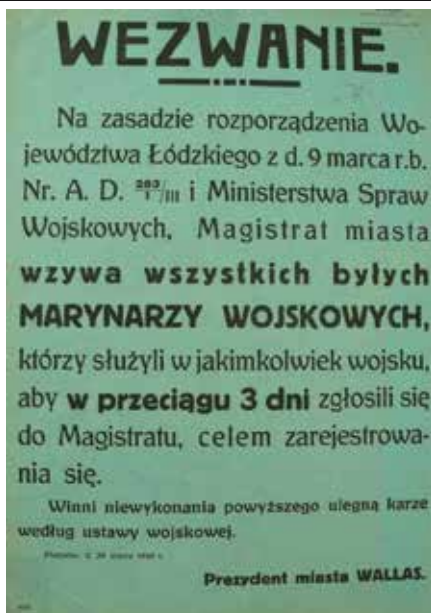 WEZWANIE.
Na zasadzie rozporządzenia Wo-
jewództwa Łódzkiego z d. 9 marca r.b.
Nr. A. D. 283/I/III i Ministerstwa Spraw
Wojskowych, Magistrat miasta
wzywa wszystkich byłych
MARYNARZY WOJSKOWYCH,
którzy służyli w jakimkolwiek wojsku,
aby w przeciągu 3 dni zgłosili się
do Magistratu, celem zarejestrowa-
nia się.
Winni niewykonania powyższego ulegną karze
według ustawy wojskowej.
Prezydent miasta WALLAS.